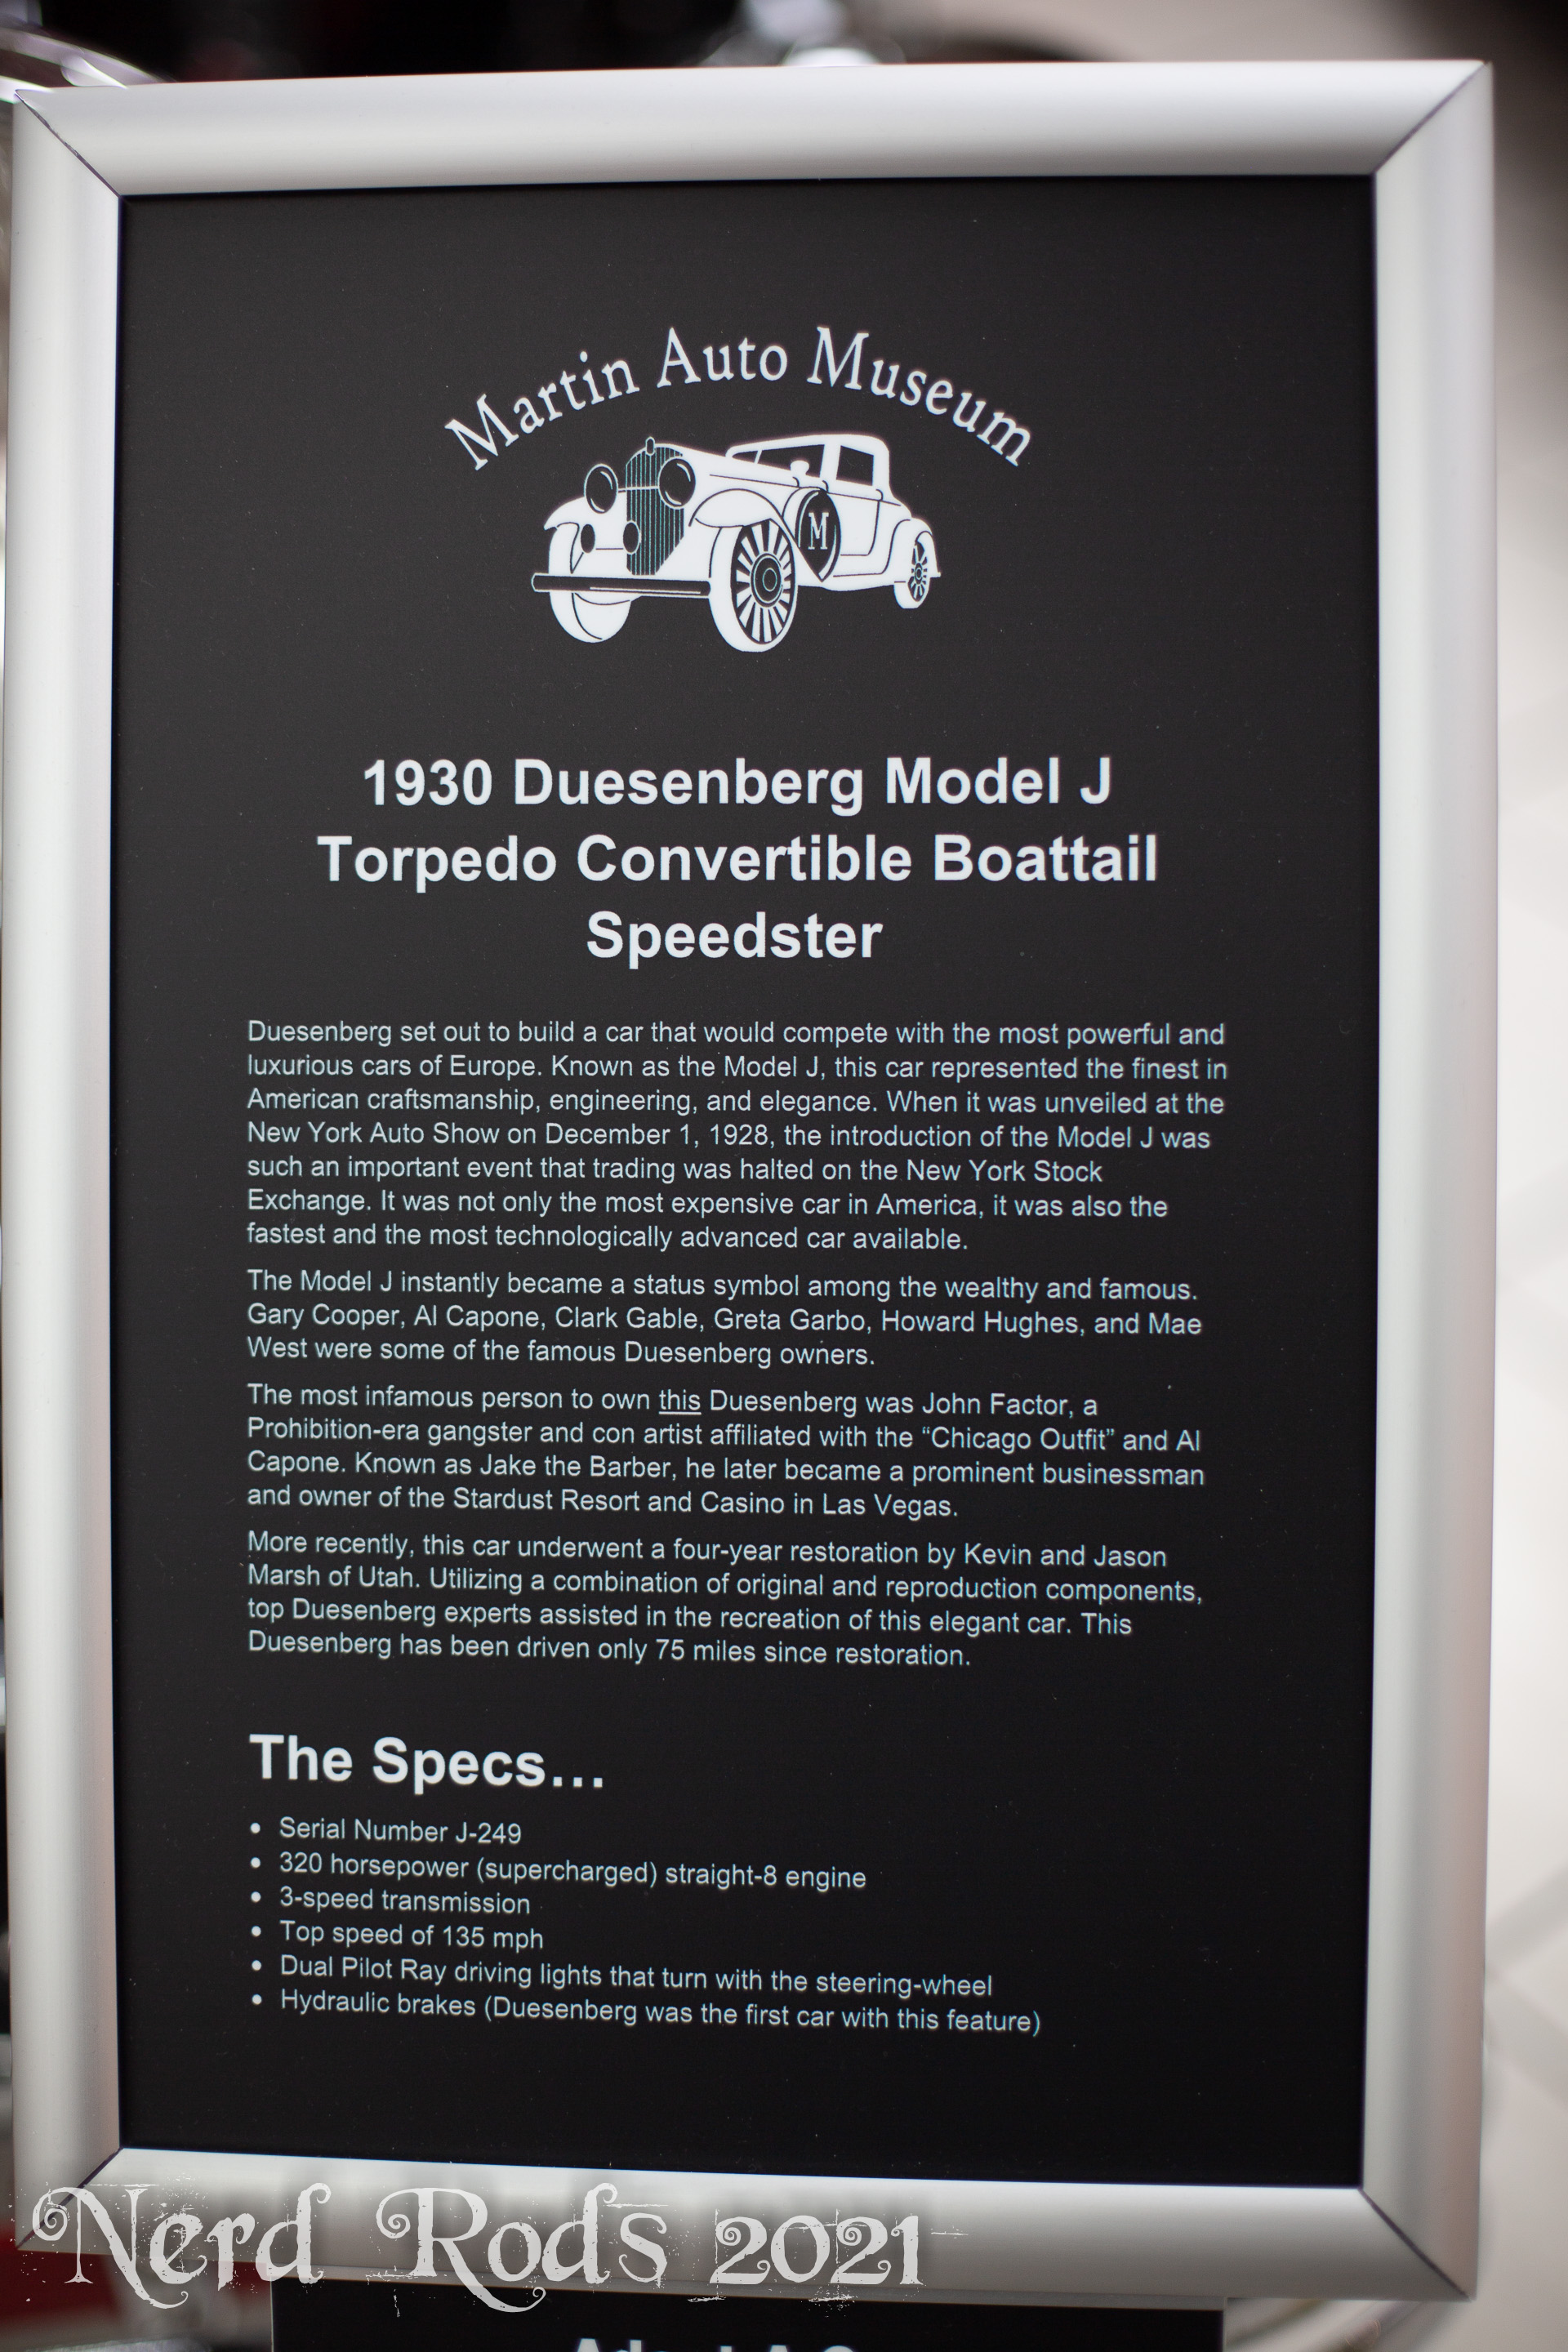 Martin Auto Museum
M
1930 Duesenberg Model J
Torpedo Convertible Boattail
Speedster
Duesenberg set out to build a car that would compete with the most powerful and
luxurious cars of Europe. Known as the Model J, this car represented the finest in
American craftsmanship, engineering, and elegance. When it was unveiled at the
New York Auto Show on December 1, 1928, the introduction of the Model J was
such an important event that trading was halted on the New York Stock
Exchange. It was not only the most expensive car in America, it was also the
fastest and the most technologically advanced car available.
The Model J instantly became a status symbol among the wealthy and famous.
Gary Cooper, Al Capone, Clark Gable, Greta Garbo, Howard Hughes, and Mae
West were some of the famous Duesenberg owners.
The most infamous person to own this Duesenberg was John Factor, a
Prohibition-era gangster and con artist affiliated with the “Chicago Outfit” and Al
Capone. Known as Jake the Barber, he later became a prominent businessman
and owner of the Stardust Resort and Casino in Las Vegas.
More recently, this car underwent a four-year restoration by Kevin and Jason
Marsh of Utah. Utilizing a combination of original and reproduction components,
top Duesenberg experts assisted in the recreation of this elegant car. This
Duesenberg has been driven only 75 miles since restoration.
The Specs…
• Serial Number J-249
• 320 horsepower (supercharged) straight-8 engine
• 3-speed transmission
• Top speed of 135 mph
• Dual Pilot Ray driving lights that turn with the steering-wheel
• Hydraulic brakes (Duesenberg was the first car with this feature)
Nerd Rods 2021